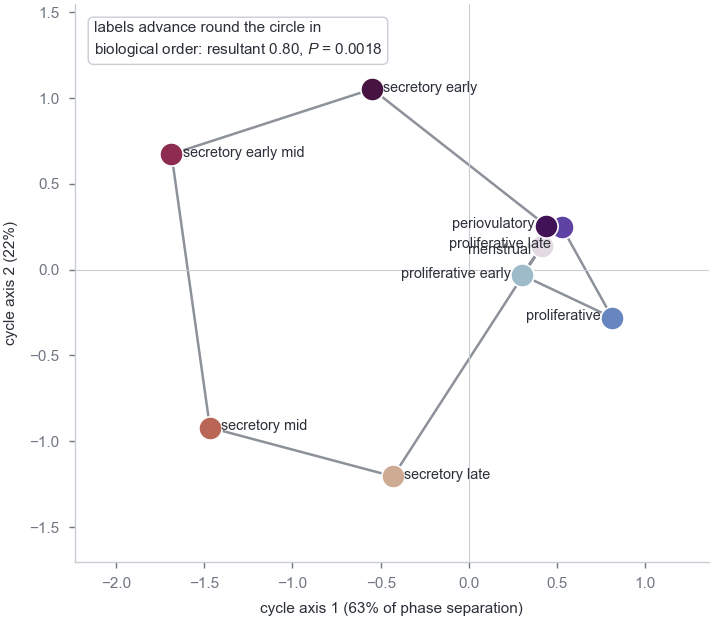 labels advance round the circle in
biological order: resultant 0.80, P = 0.0018
1.5
1.0
0.5
0.0
−0.5
−1.0
−1.5
cycle axis 2 (22%)
secretory early
secretory early mid
periovulatory
proliferative late
menstrual
proliferative early
proliferative
secretory mid
secretory late
−2.0
−1.5
−1.0
−0.5
0.0
0.5
1.0
cycle axis 1 (63% of phase separation)